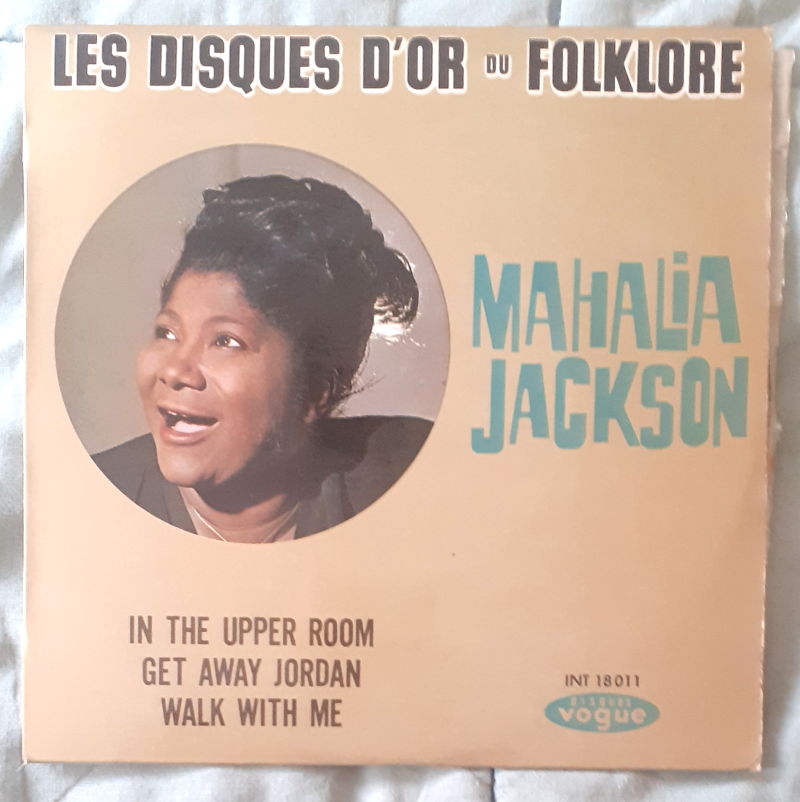 LES DISQUES D'OR DU FOLKLORE
MAHALiA
JACKSON
IN THE UPPER ROOM
GET AWAY JORDAN
WALK WITH ME
INT 18011
DISQUES
vogue